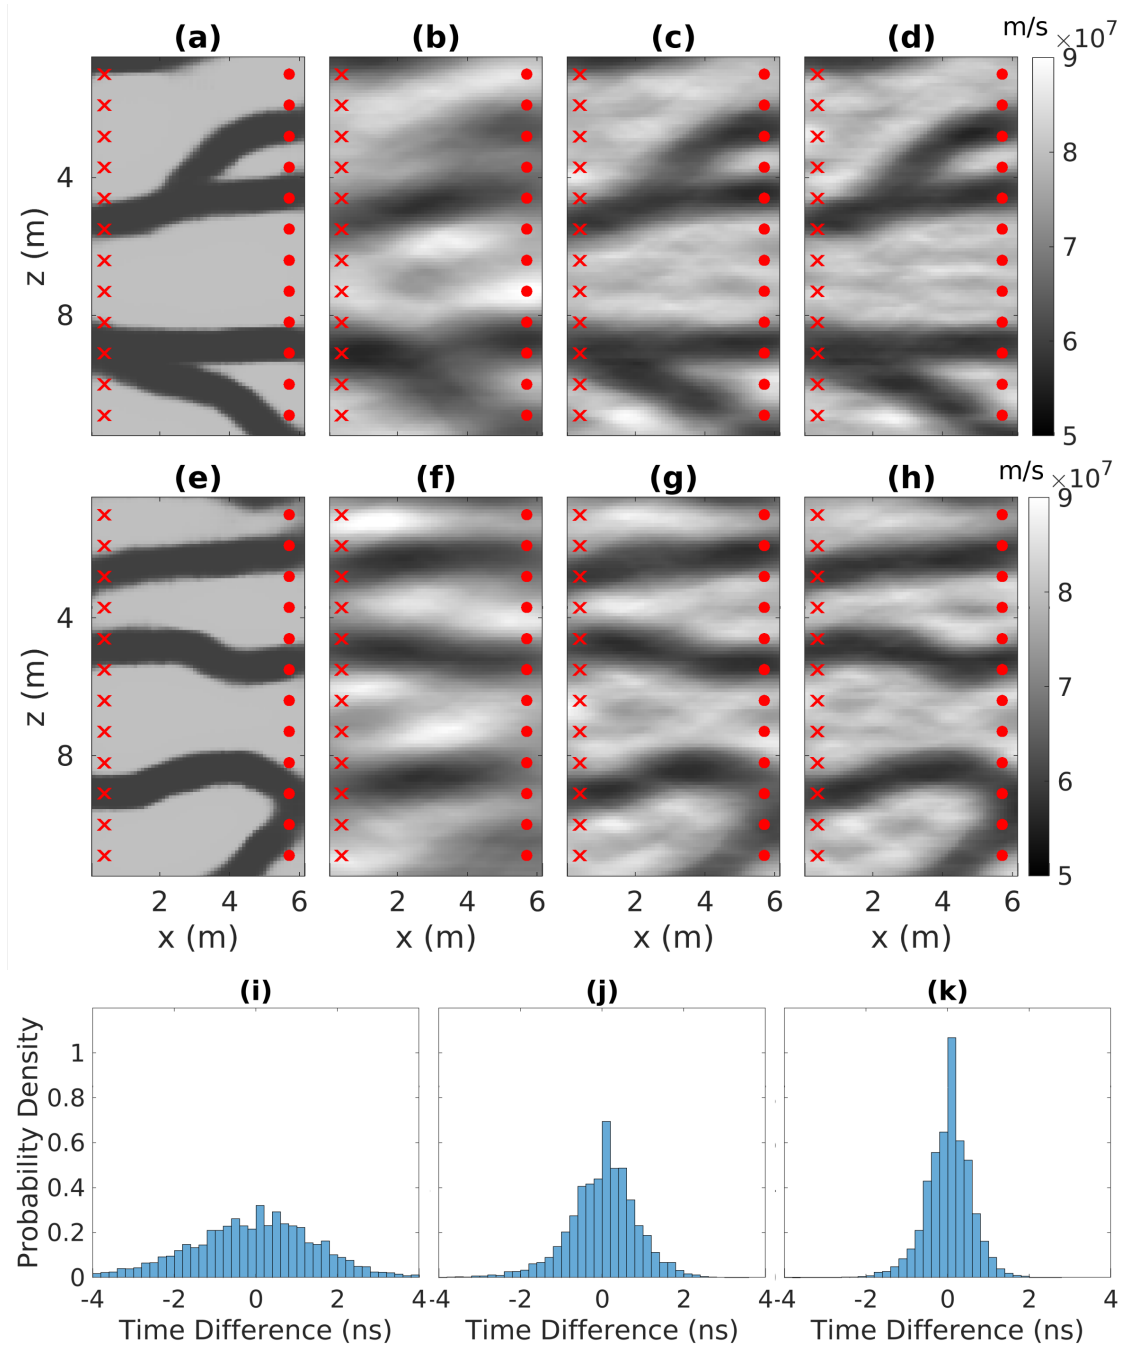 (a) (b) (c) (d) m/s ×10⁷
9
4 8
z (m) 7
8 6
5
(e) (f) (g) (h) m/s ×10⁷
9
4 8
z (m) 7
8 6
5
2 4 6 2 4 6 2 4 6 2 4 6
x (m) x (m) x (m) x (m)
(i) (j) (k)
Probability Density
1
0.8
0.6
0.4
0.2
0
-4 -2 0 2 4 -4 -2 0 2 4 -4 -2 0 2 4
Time Difference (ns) Time Difference (ns) Time Difference (ns)